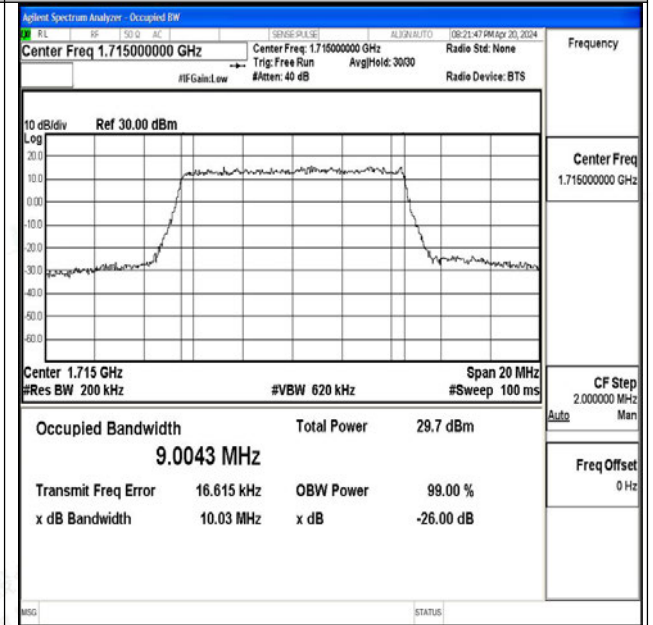 Agilent Spectrum Analyzer - Occupied BW
RL RF 50 Ω AC SENSE:PULSE ALIGN AUTO 08:21:47 PM Apr 20, 2024
Center Freq 1.715000000 GHz
Center Freq: 1.715000000 GHz Radio Std: None
Trig: Free Run Avg|Hold: 30/30
#IFGain:Low #Atten: 40 dB Radio Device: BTS
Frequency
10 dB/div Ref 30.00 dBm
Log
20.0
10.0
0.00
-10.0
-20.0
-30.0
-40.0
-50.0
-60.0
Center Freq
1.715000000 GHz
Center 1.715 GHz Span 20 MHz
#Res BW 200 kHz #VBW 620 kHz #Sweep 100 ms
CF Step
2.000000 MHz
Auto Man
Occupied Bandwidth Total Power 29.7 dBm
9.0043 MHz
Transmit Freq Error 16.615 kHz OBW Power 99.00 %
x dB Bandwidth 10.03 MHz x dB -26.00 dB
Freq Offset
0 Hz
MSG STATUS